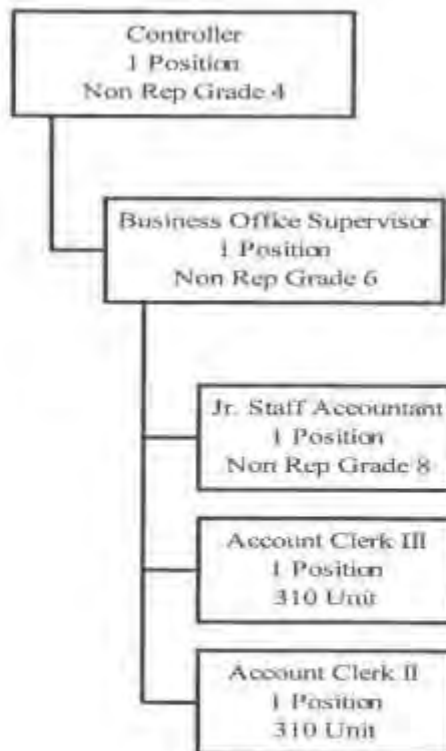 Controller
1 Position
Non Rep Grade 4
Business Office Supervisor
1 Position
Non Rep Grade 6
Jr. Staff Accountant
1 Position
Non Rep Grade 8
Account Clerk III
1 Position
310 Unit
Account Clerk II
1 Position
310 Unit